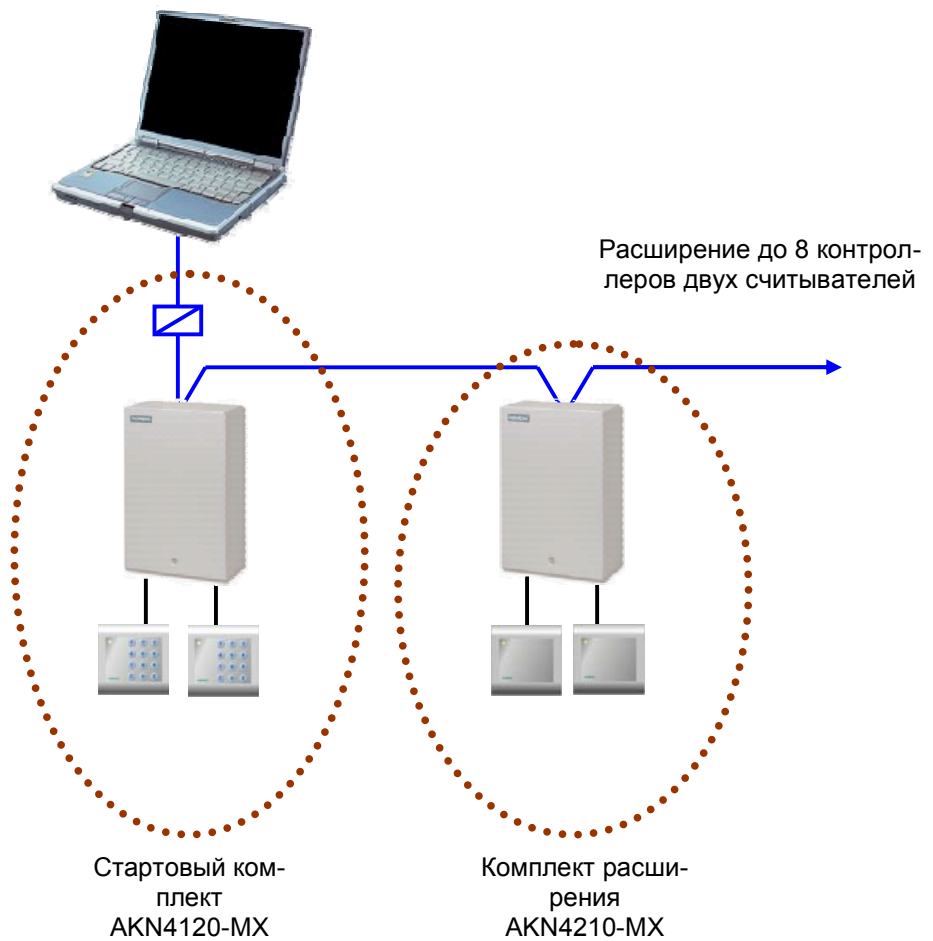 Расширение до 8 контрол-
леров двух считывателей
Стартовый ком-
плект
AKN4120-MX
Комплект расши-
рения
AKN4210-MX